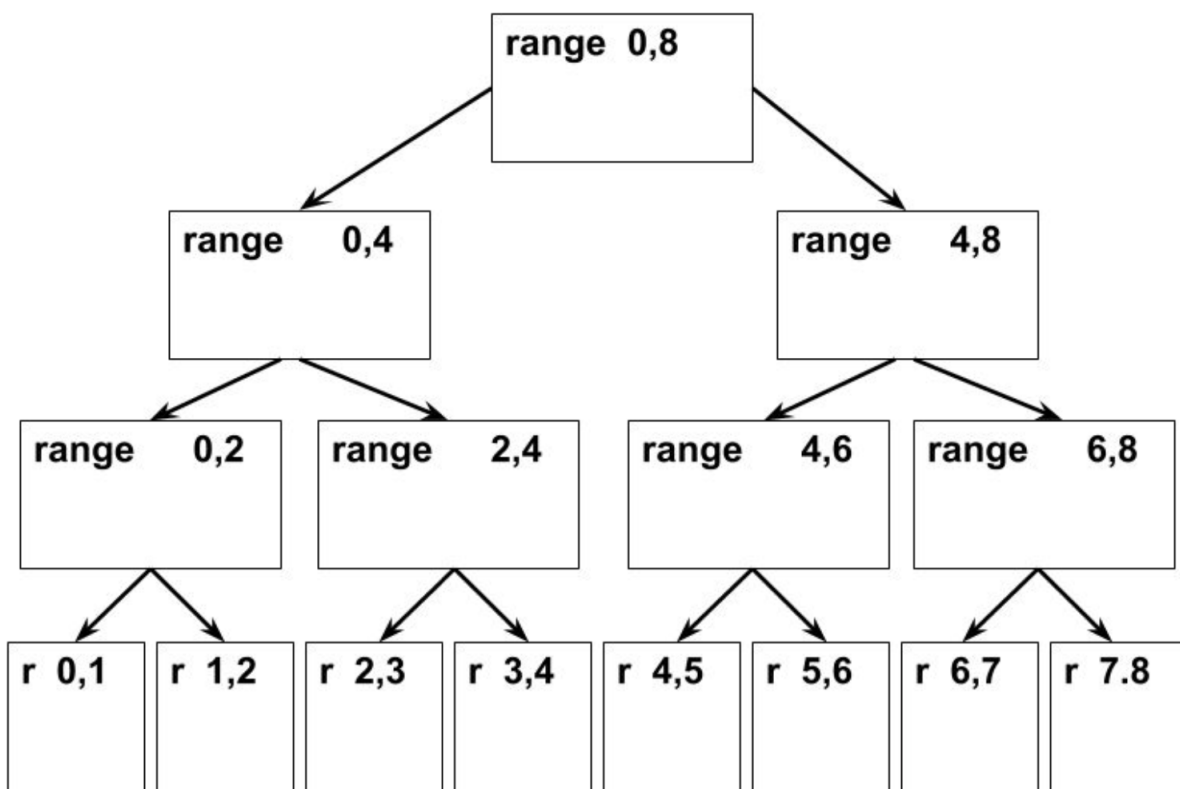 range 0,8
range 0,4
range 4,8
range 0,2
range 2,4
range 4,6
range 6,8
r 0,1
r 1,2
r 2,3
r 3,4
r 4,5
r 5,6
r 6,7
r 7.8